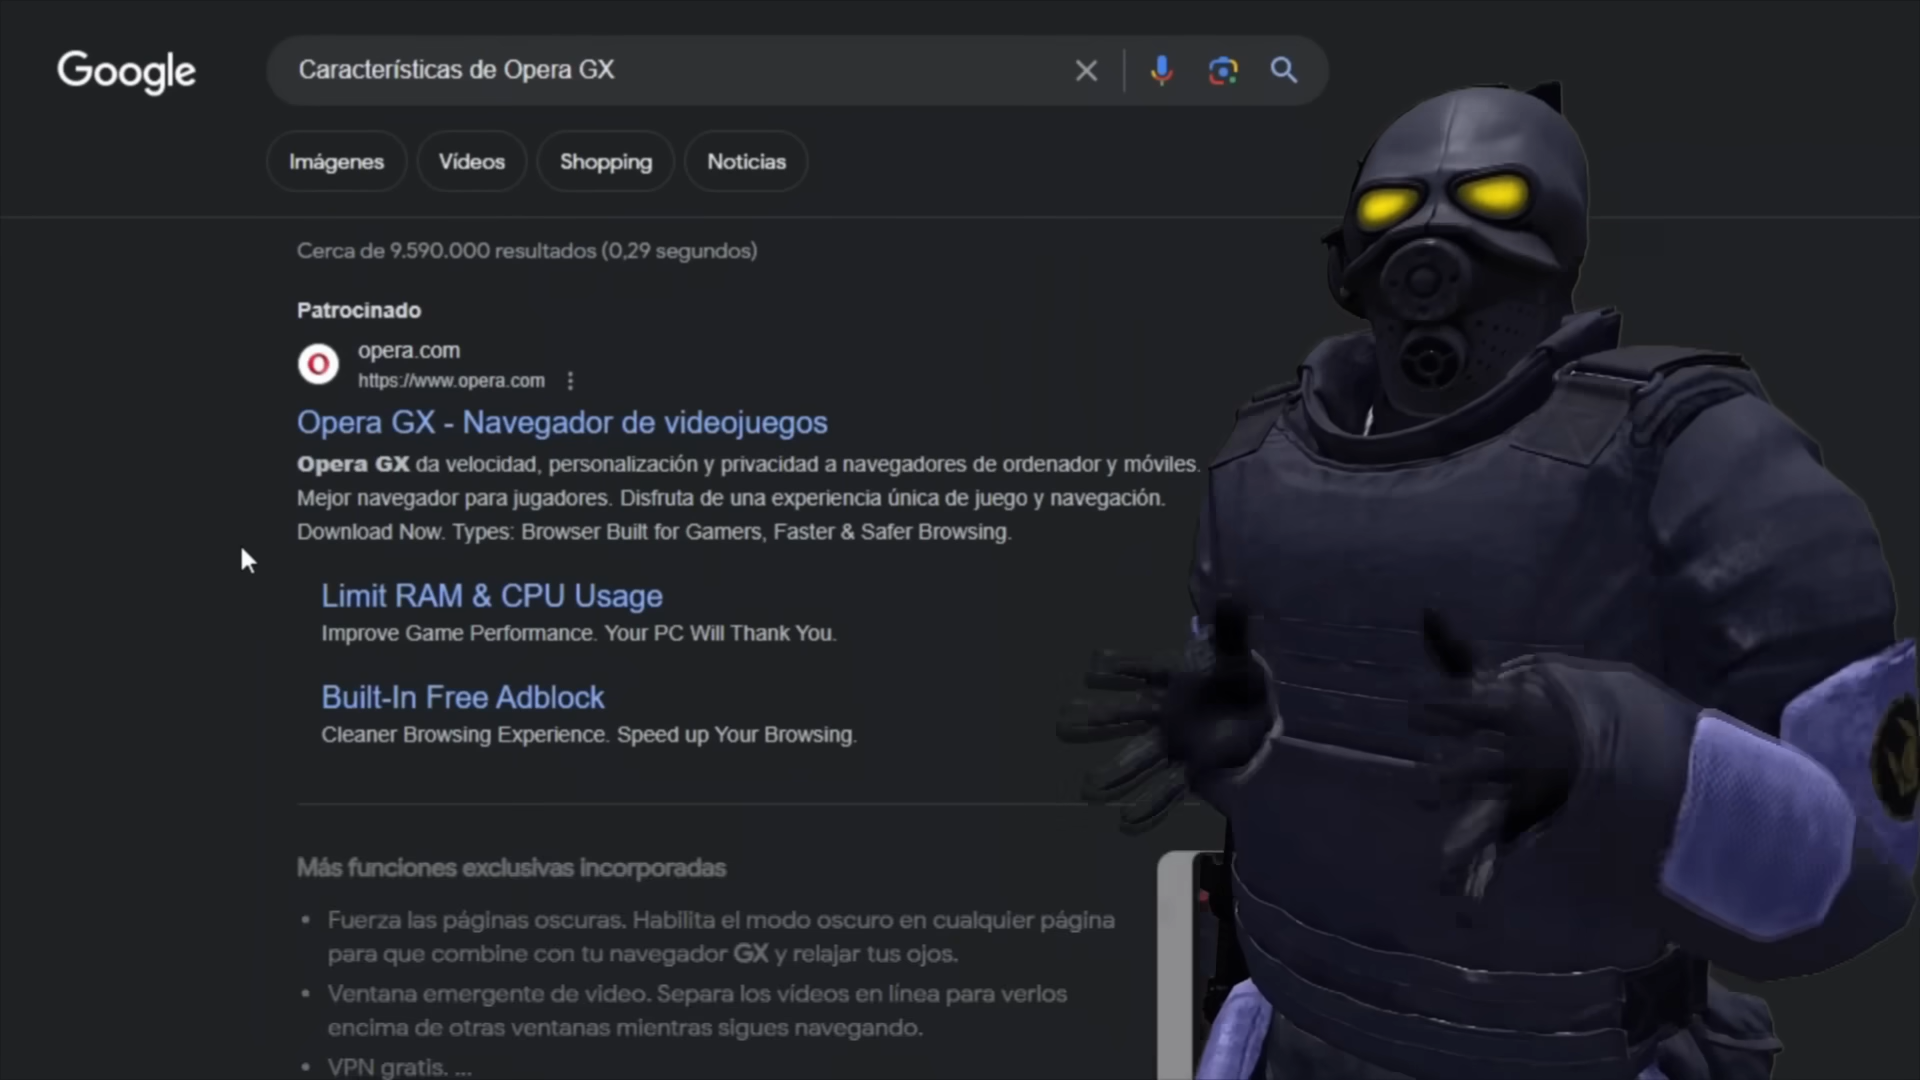 Google
Características de Opera GX
Imágenes
Vídeos
Shopping
Noticias
Cerca de 9.590.000 resultados (0,29 segundos)
Patrocinado
opera.com
https://www.opera.com
Opera GX - Navegador de videojuegos
Opera GX da velocidad, personalización y privacidad a navegadores de ordenador y móviles.
Mejor navegador para jugadores. Disfruta de una experiencia única de juego y navegación.
Download Now. Types: Browser Built for Gamers, Faster & Safer Browsing.
Limit RAM & CPU Usage
Improve Game Performance. Your PC Will Thank You.
Built-In Free Adblock
Cleaner Browsing Experience. Speed up Your Browsing.
Más funciones exclusivas incorporadas
• Fuerza las páginas oscuras. Habilita el modo oscuro en cualquier página
para que combine con tu navegador GX y relajar tus ojos.
• Ventana emergente de video. Separa los vídeos en línea para verlos
encima de otras ventanas mientras sigues navegando.
• VPN gratis. ...